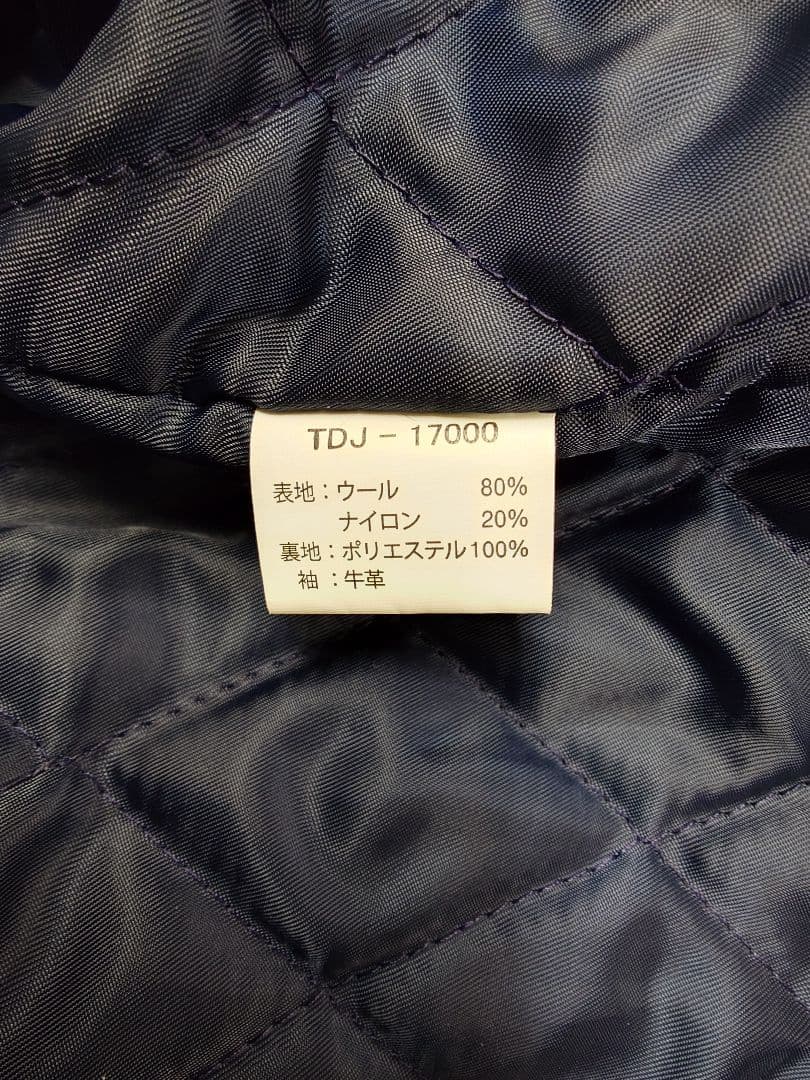 TDJ - 17000
表地:ウール 80%
ナイロン 20%
裏地:ポリエステル100%
袖 :牛革